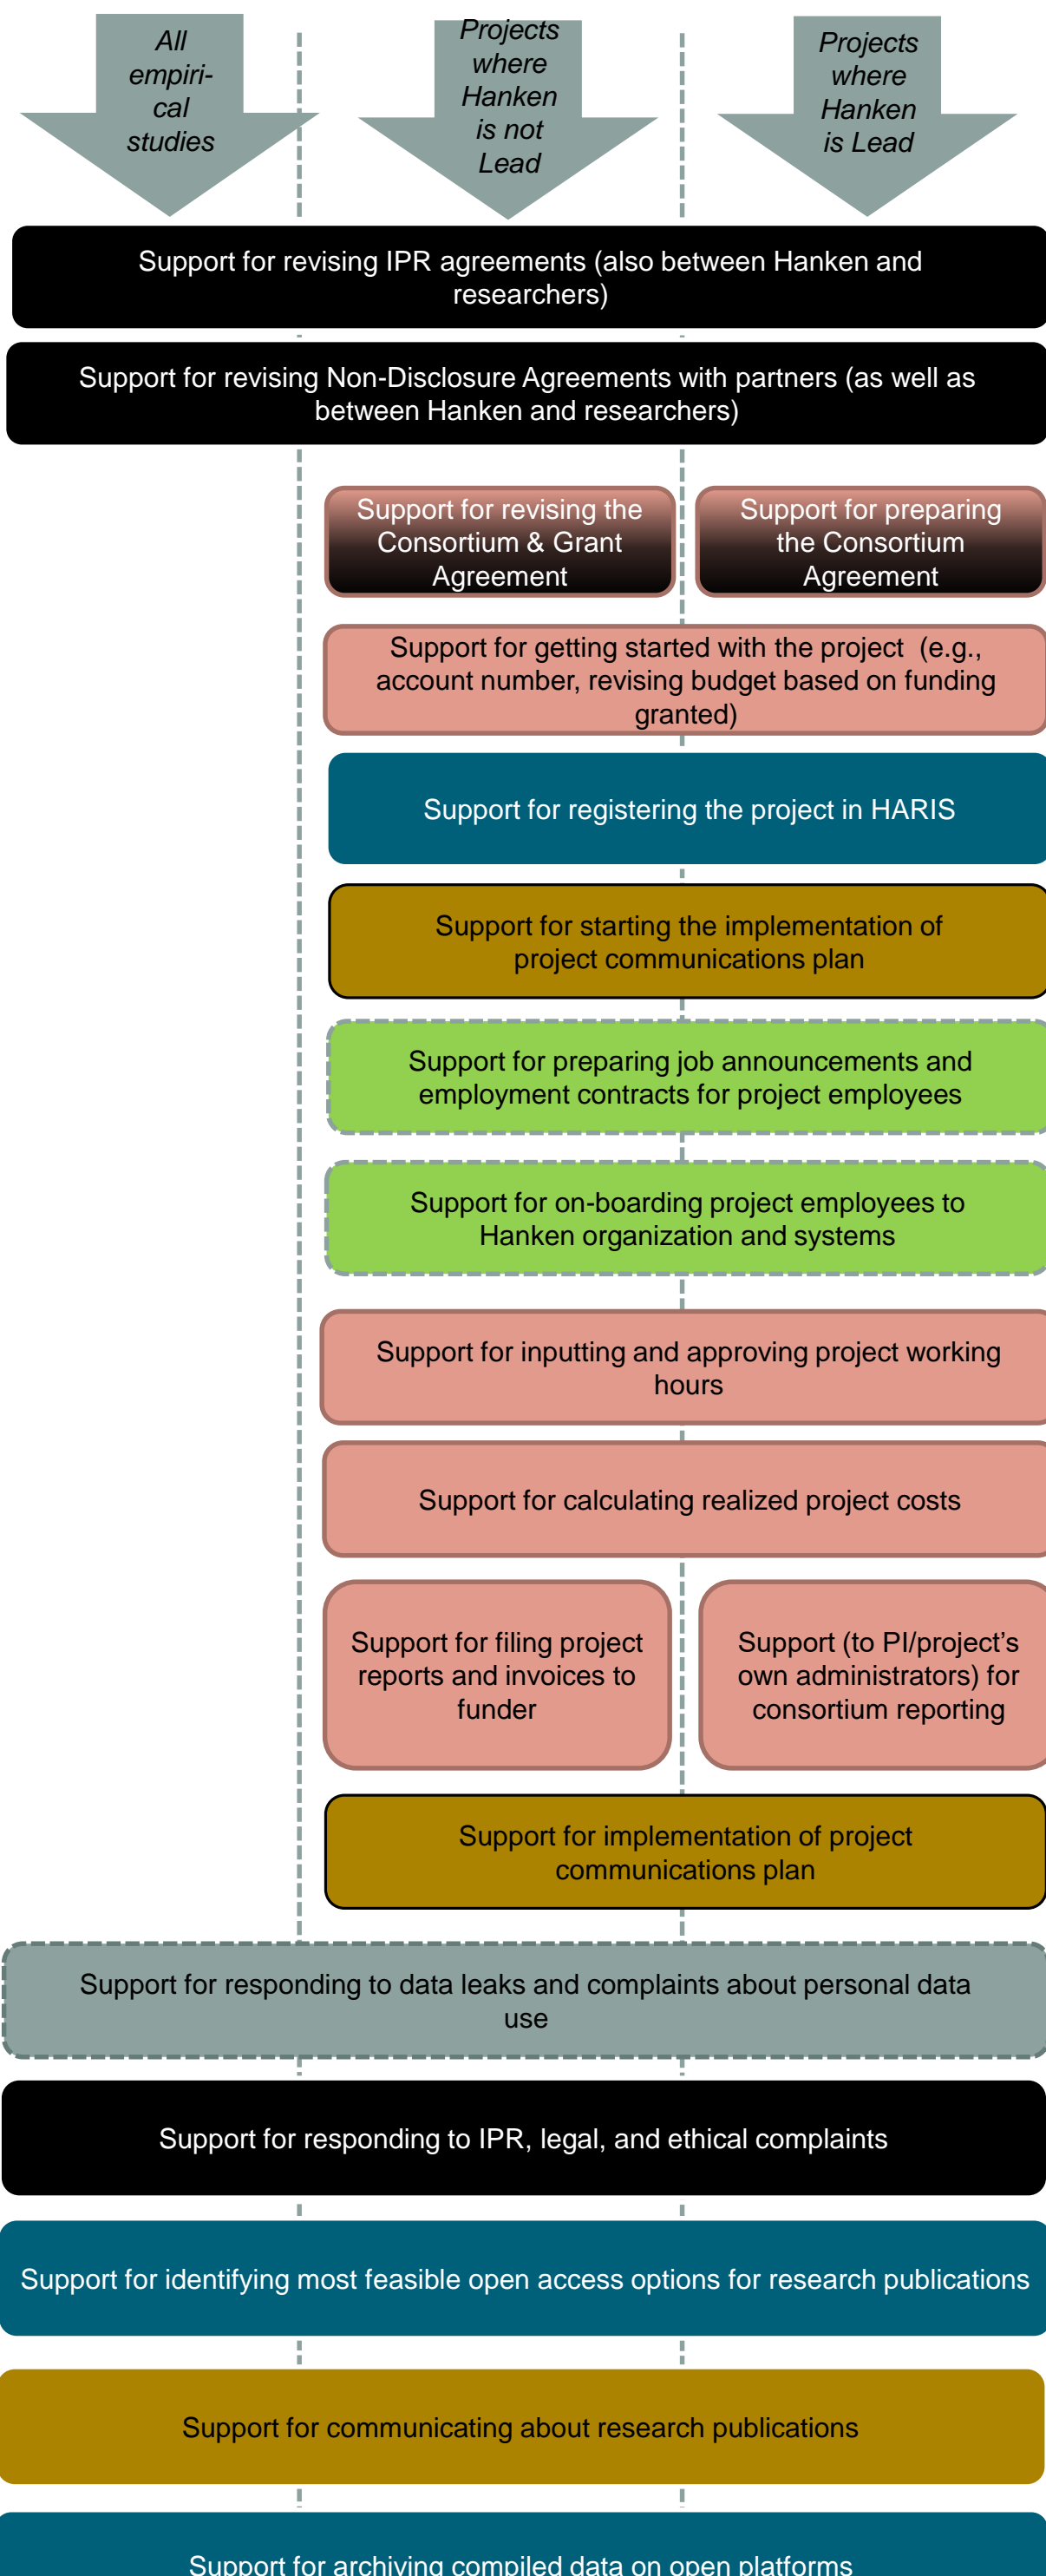 All
empiri-
cal
studies
Projects
where
Hanken
is not
Lead
Projects
where
Hanken
is Lead
Support for revising IPR agreements (also between Hanken and
researchers)
Support for revising Non-Disclosure Agreements with partners (as well as
between Hanken and researchers)
Support for revising the
Consortium & Grant
Agreement
Support for preparing
the Consortium
Agreement
Support for getting started with the project  (e.g.,
account number, revising budget based on funding
granted)
Support for registering the project in HARIS
Support for starting the implementation of
project communications plan
Support for preparing job announcements and
employment contracts for project employees
Support for on-boarding project employees to
Hanken organization and systems
Support for inputting and approving project working
hours
Support for calculating realized project costs
Support for filing project
reports and invoices to
funder
Support (to PI/project’s
own administrators) for
consortium reporting
Support for implementation of project
communications plan
Support for responding to data leaks and complaints about personal data
use
Support for responding to IPR, legal, and ethical complaints
Support for identifying most feasible open access options for research publications
Support for communicating about research publications
Support for archiving compiled data on open platforms